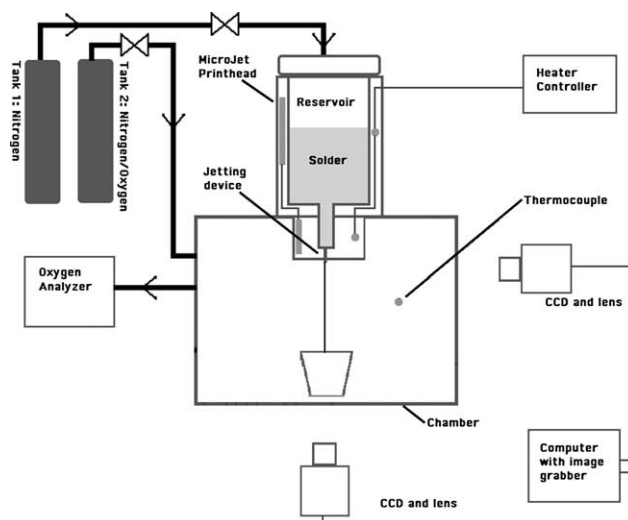 Tank 1: Nitrogen
Tank 2: Nitrogen/Oxygen
MicroJet
Printhead
Reservoir
Heater
Controller
Solder
Jetting
device
Thermocouple
Oxygen
Analyzer
CCD and lens
Chamber
Computer
with image
grabber
CCD and lens